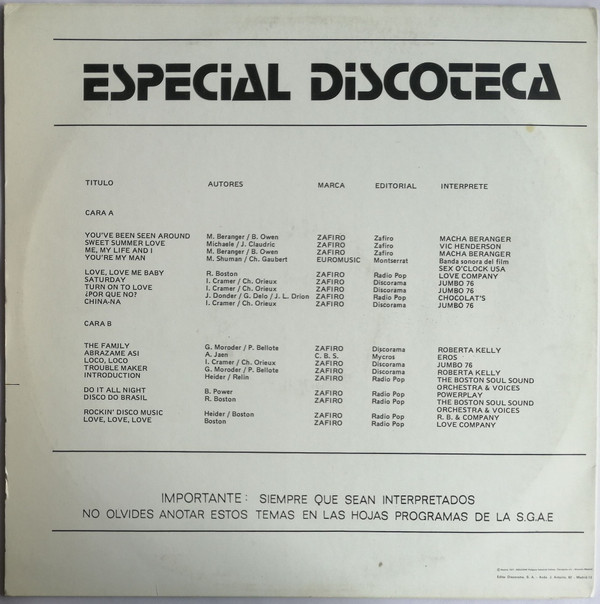 ESPECiAL DiSCOTECA
TITULO AUTORES MARCA EDITORIAL INTERPRETE
CARA A
YOU'VE BEEN SEEN AROUND M. Beranger / B. Owen ZAFIRO Zafiro MACHA BERANGER
SWEET SUMMER LOVE Michaele / J. Claudric ZAFIRO Zafiro VIC HENDERSON
ME, MY LIFE AND I M. Beranger / B. Owen ZAFIRO Zafiro MACHA BERANGER
YOU'RE MY MAN M. Shuman / Ch. Gaubert EUROMUSIC Montserrat Banda sonora del film
SEX O'CLOCK USA
LOVE, LOVE ME BABY R. Boston ZAFIRO Radio Pop LOVE COMPANY
SATURDAY I. Cramer / Ch. Orieux ZAFIRO Discorama JUMBO 76
TURN ON TO LOVE I. Cramer / Ch. Orieux ZAFIRO Discorama JUMBO 76
¿POR QUE NO? J. Donder / G. Delo / J. L. Drion ZAFIRO Radio Pop CHOCOLAT'S
CHINA-NA I. Cramer / Ch. Orieux ZAFIRO Discorama JUMBO 76
CARA B
THE FAMILY G. Moroder / P. Bellote ZAFIRO Discorama ROBERTA KELLY
ABRAZAME ASI A. Jaen C. B. S. Mycros EROS
LOCO, LOCO I. Cramer / Ch. Orieux ZAFIRO Discorama JUMBO 76
TROUBLE MAKER G. Moroder / P. Bellote ZAFIRO Discorama ROBERTA KELLY
INTRODUCTION Heider / Relin ZAFIRO Radio Pop THE BOSTON SOUL SOUND
ORCHESTRA & VOICES
DO IT ALL NIGHT B. Power ZAFIRO Radio Pop POWERPLAY
DISCO DO BRASIL R. Boston ZAFIRO Radio Pop THE BOSTON SOUL SOUND
ORCHESTRA & VOICES
ROCKIN' DISCO MUSIC Heider / Boston ZAFIRO Radio Pop R. B. & COMPANY
LOVE, LOVE, LOVE Boston ZAFIRO Radio Pop LOVE COMPANY
IMPORTANTE: SIEMPRE QUE SEAN INTERPRETADOS
NO OLVIDES ANOTAR ESTOS TEMAS EN LAS HOJAS PROGRAMAS DE LA S.G.A.E